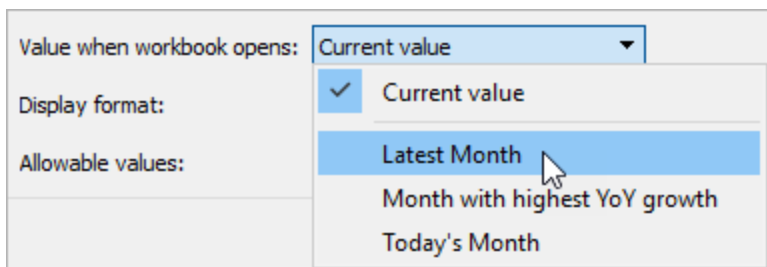 Value when workbook opens: Current value
Current value
Display format:
Latest Month
Allowable values:
Month with highest YoY growth
Today's Month